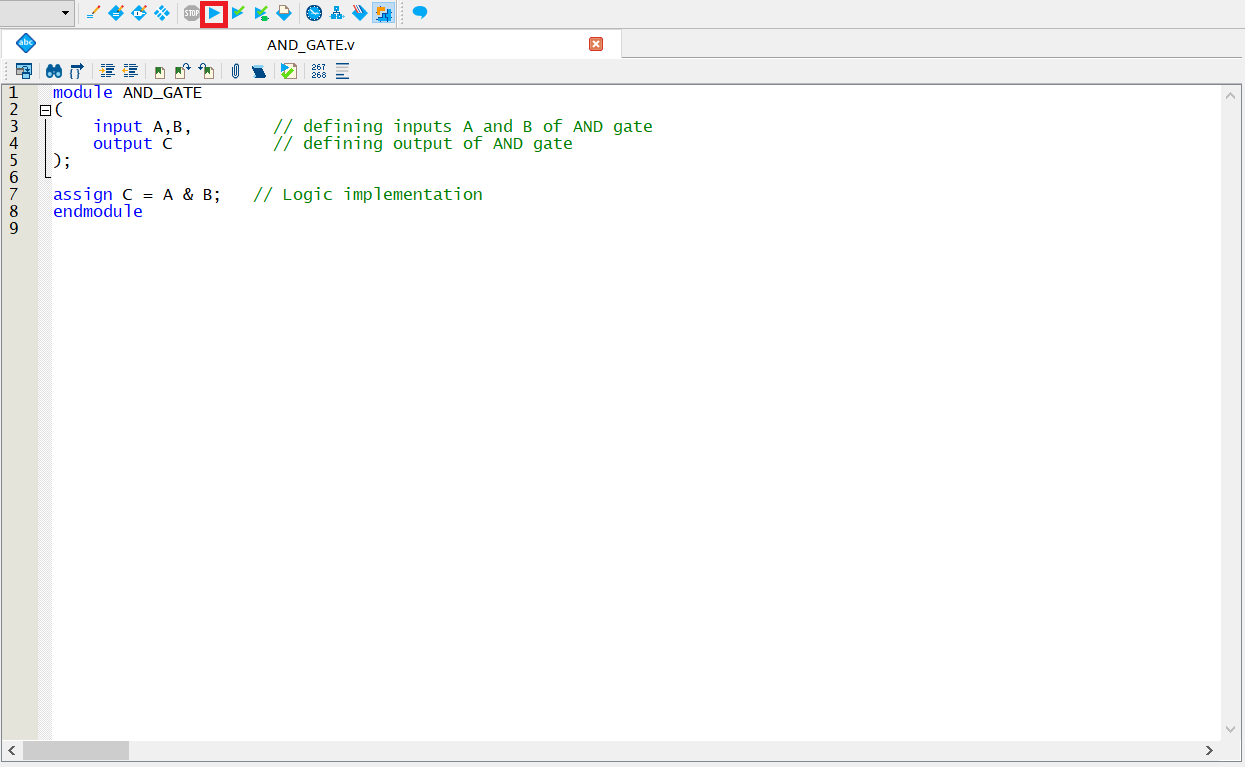 STOP
abc
AND_GATE.v
267
268
1 module AND_GATE
2 (
3 input A,B, // defining inputs A and B of AND gate
4 output C // defining output of AND gate
5 );
6
7 assign C = A & B; // Logic implementation
8 endmodule
9